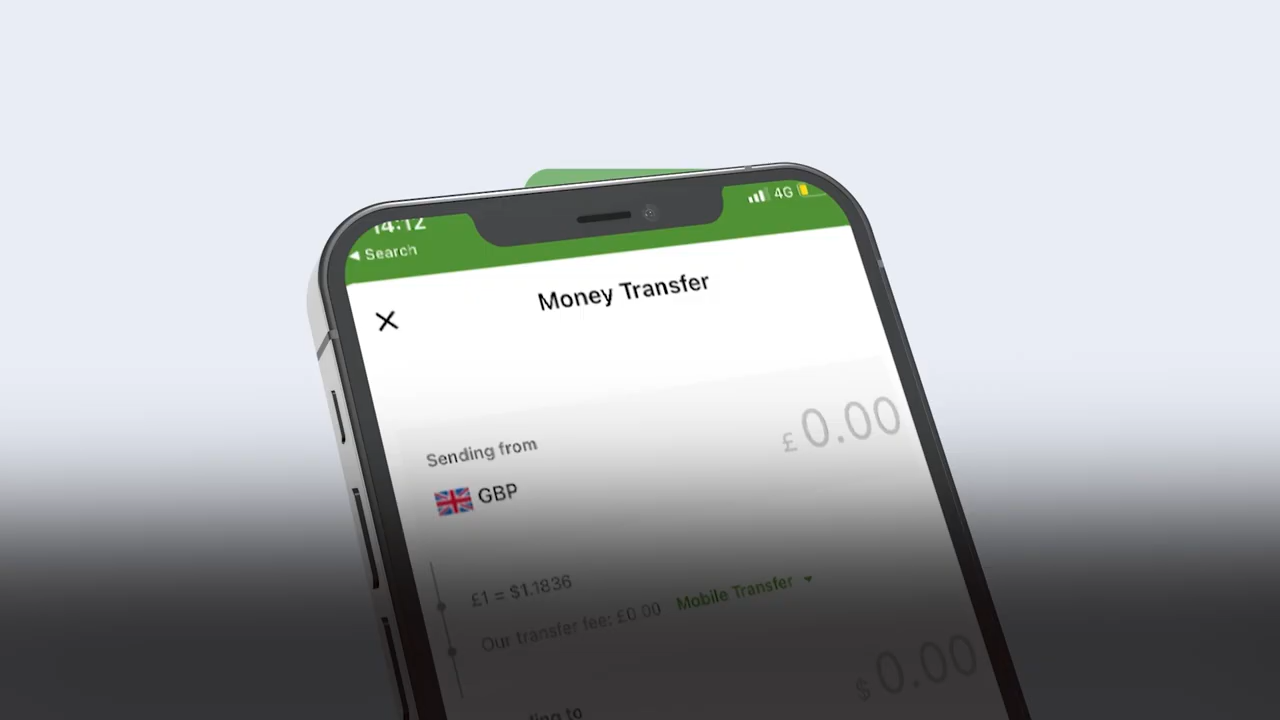 14:12
4G
◀ Search
Money Transfer
Sending from
£0.00
GBP
£1 = $1.1836
Our transfer fee: £0.00 Mobile Transfer
$0.00
to